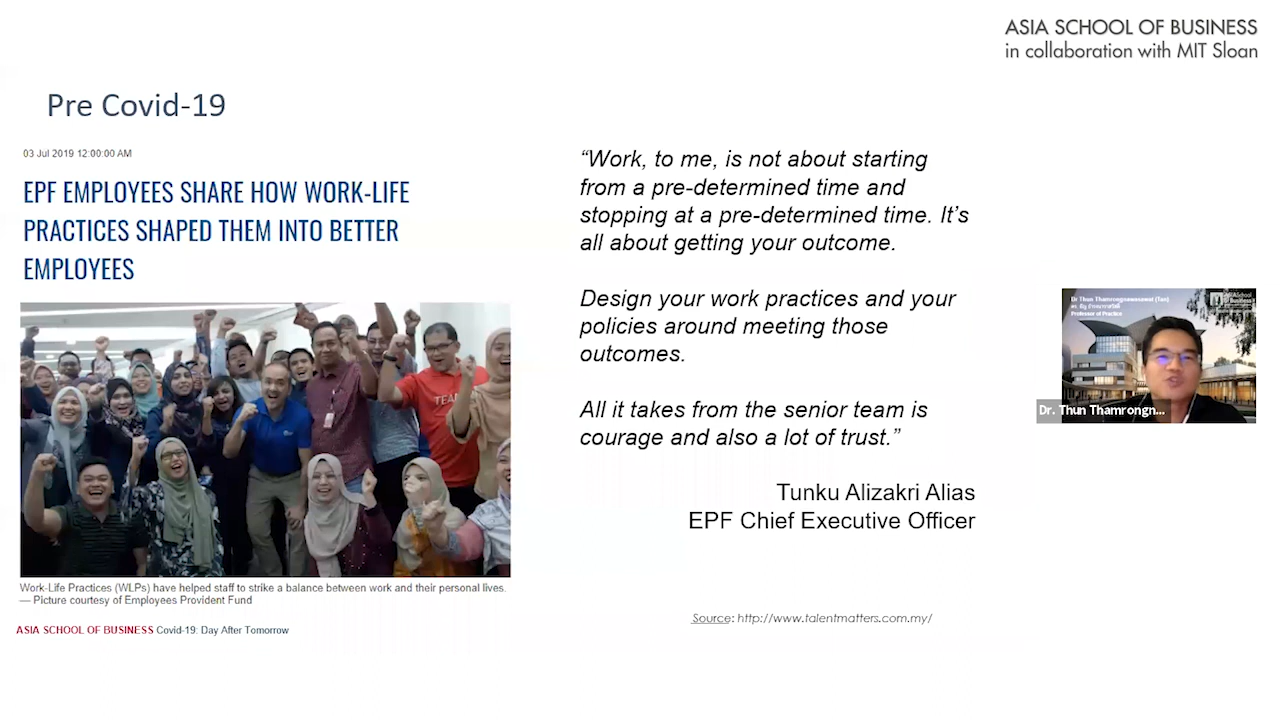 ASIA SCHOOL OF BUSINESS
in collaboration with MIT Sloan
Pre Covid-19
03 Jul 2019 12:00:00 AM
EPF EMPLOYEES SHARE HOW WORK-LIFE
PRACTICES SHAPED THEM INTO BETTER
EMPLOYEES
TEA
Work-Life Practices (WLPs) have helped staff to strike a balance between work and their personal lives.
— Picture courtesy of Employees Provident Fund
ASIA SCHOOL OF BUSINESS Covid-19: Day After Tomorrow
“Work, to me, is not about starting
from a pre-determined time and
stopping at a pre-determined time. It’s
all about getting your outcome.
Design your work practices and your
policies around meeting those
outcomes.
All it takes from the senior team is
courage and also a lot of trust.”
Tunku Alizakri Alias
EPF Chief Executive Officer
Source: http://www.talentmatters.com.my/
Professor of Practice
Dr. Thun Thamrongn...